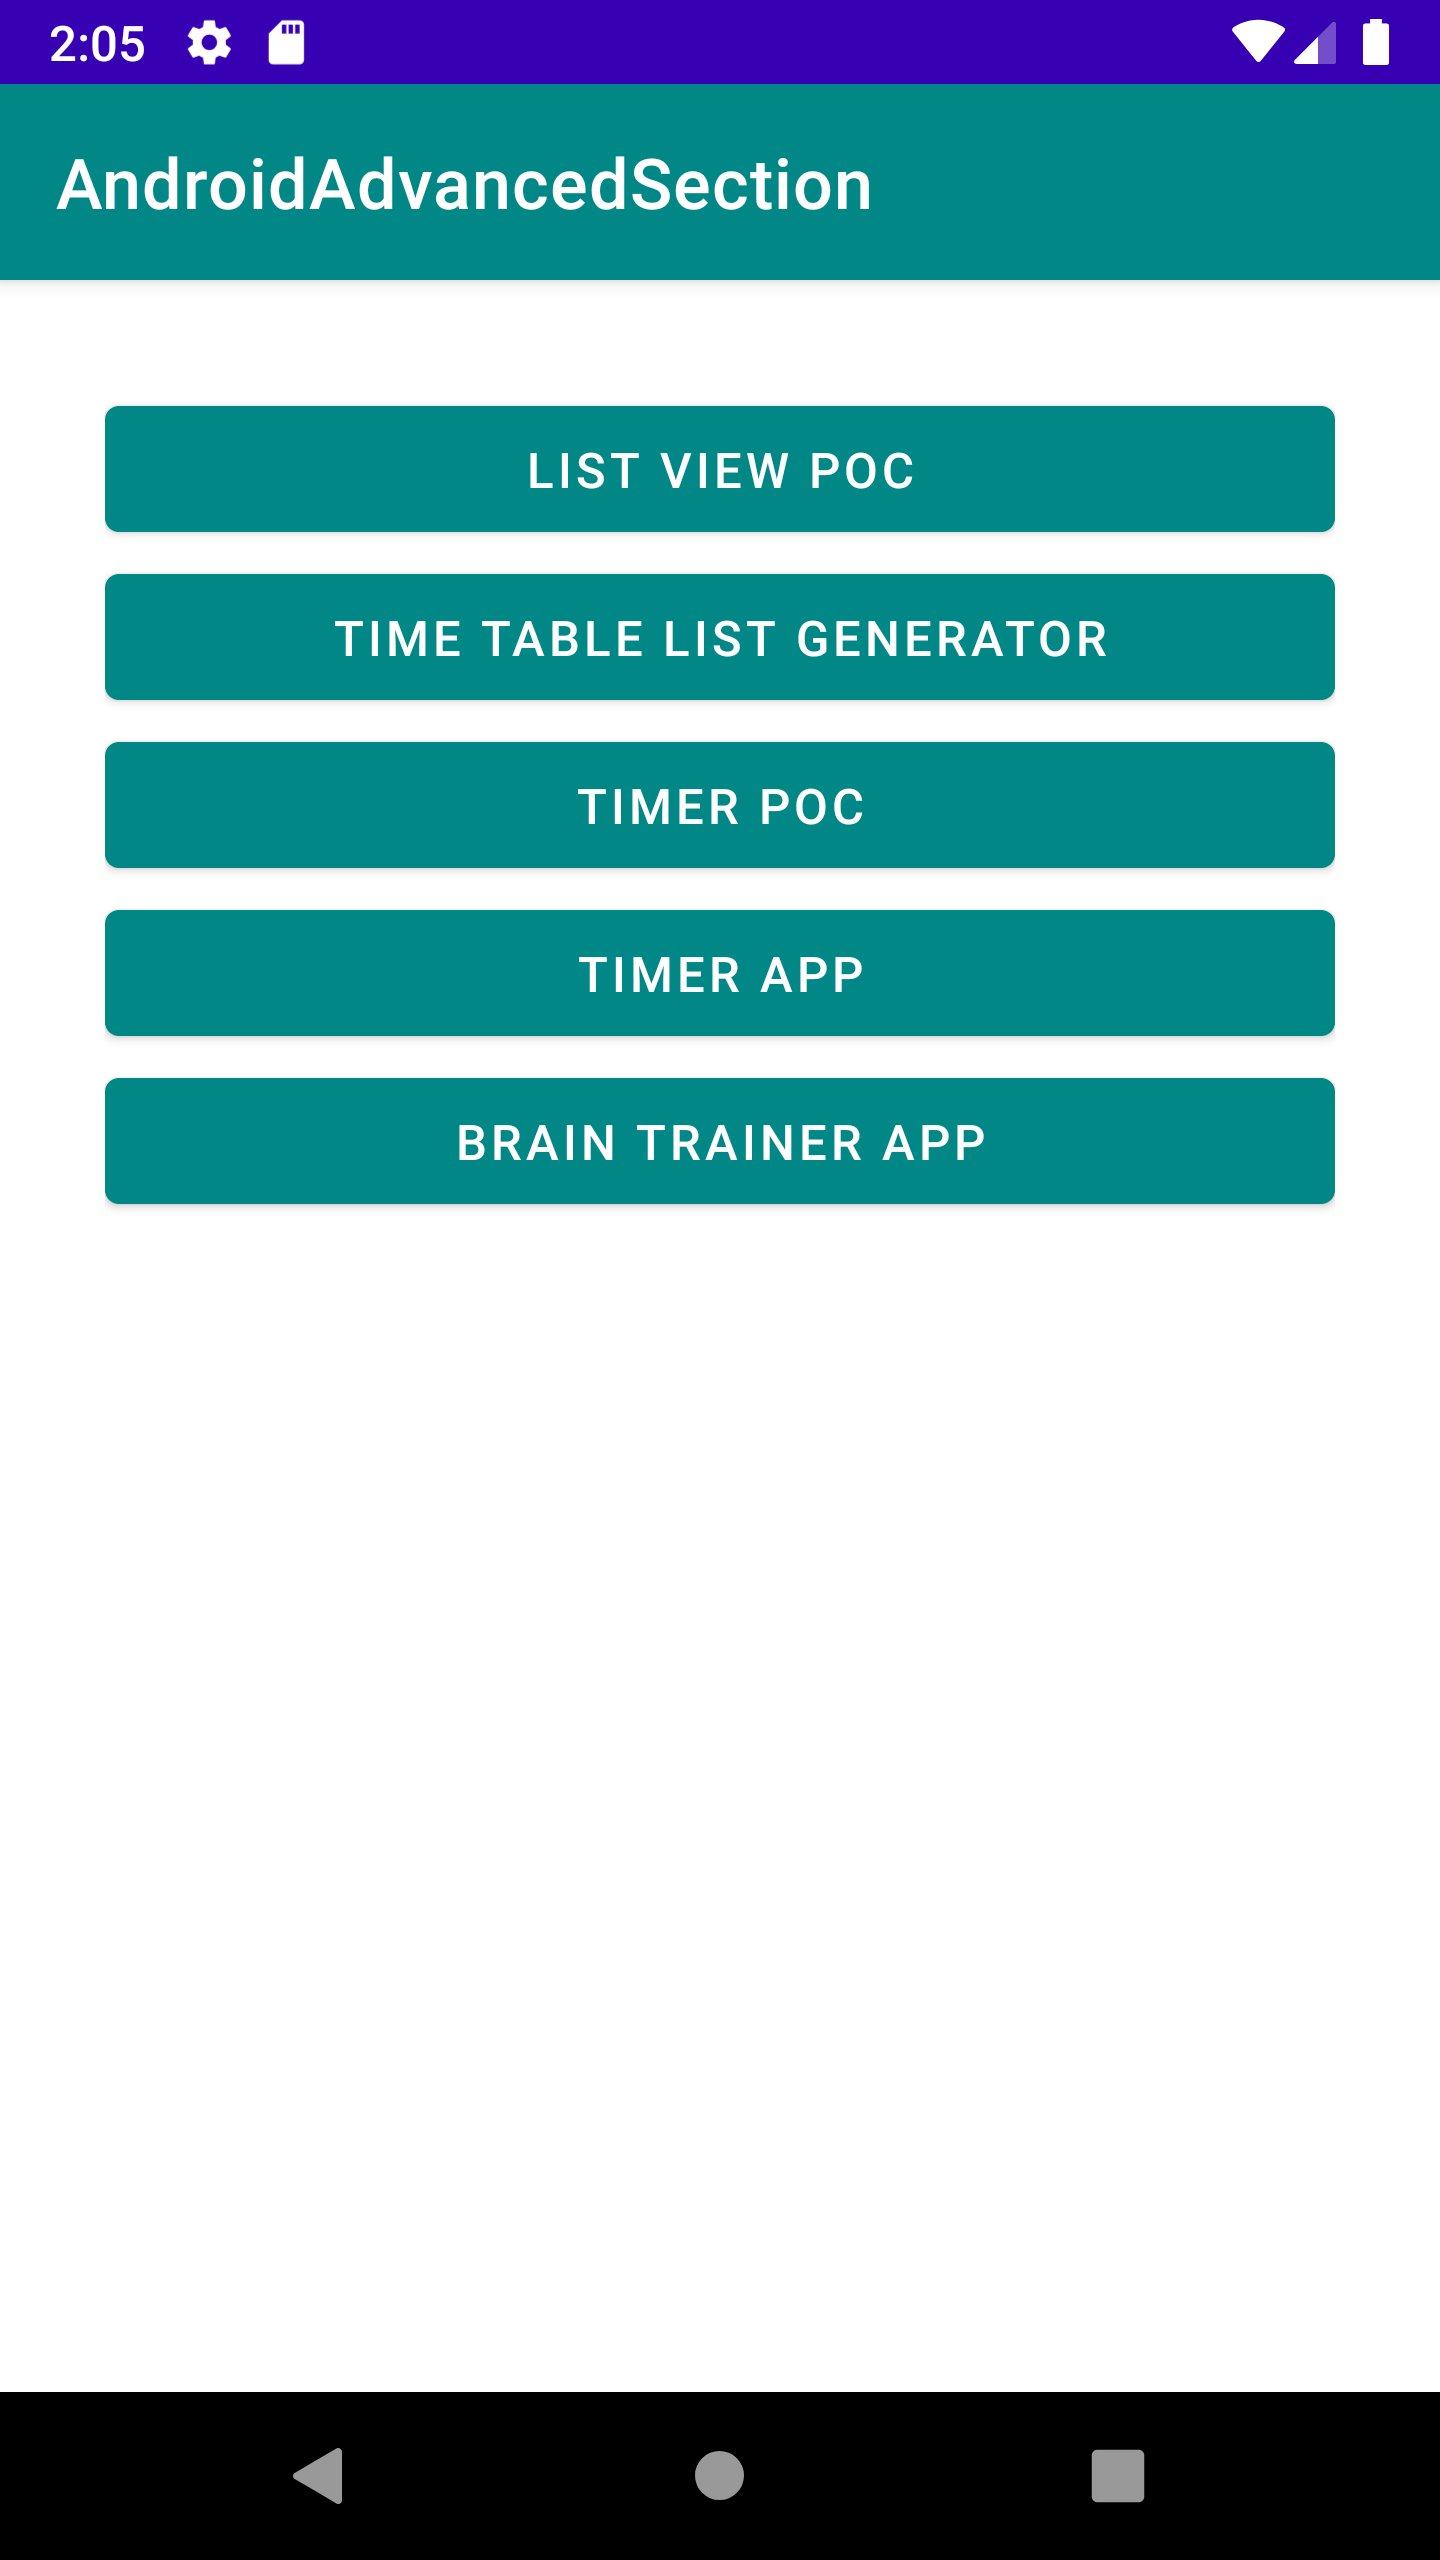 2:05
AndroidAdvancedSection
LIST VIEW POC
TIME TABLE LIST GENERATOR
TIMER POC
TIMER APP
BRAIN TRAINER APP